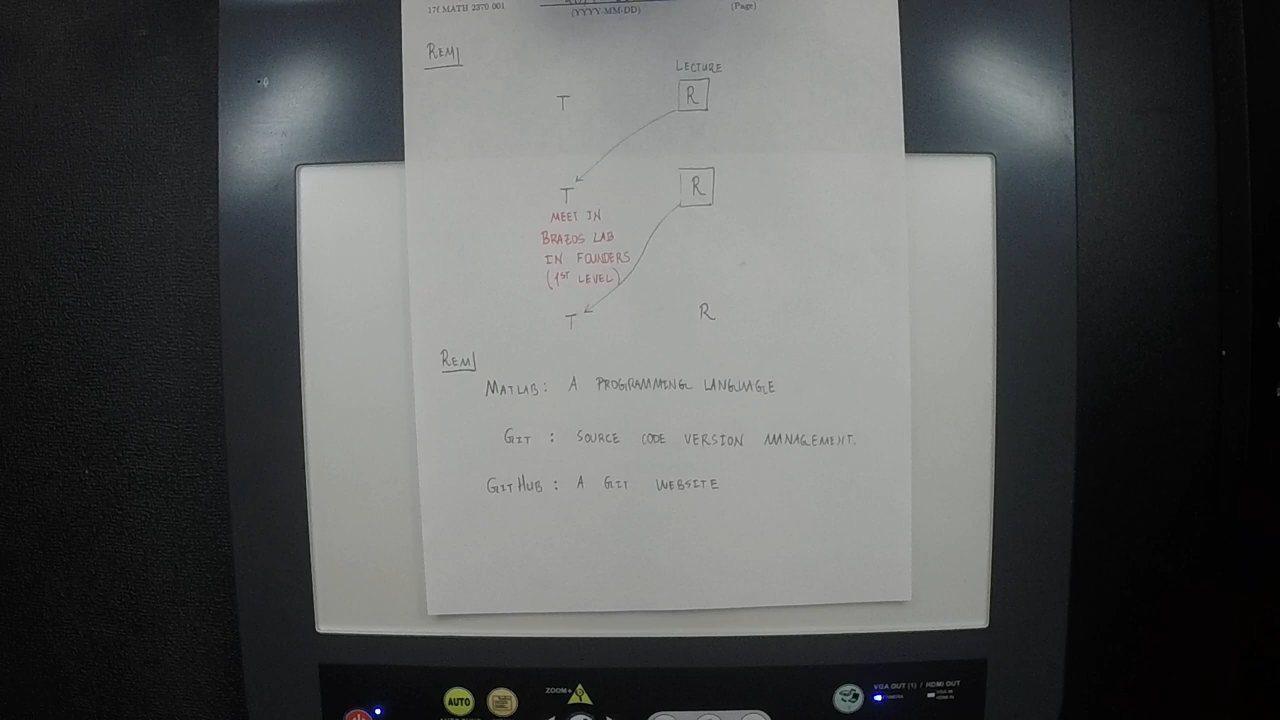 17f MATH 2370 001
(YYYY-MM-DD)
(Page)
REM
LECTURE
T R
T R
MEET IN
BRAZOS LAB
IN FOUNDERS
(1ST LEVEL)
T R
REM
MATLAB: A PROGRAMMING LANGUAGE
GIT : SOURCE CODE VERSION MANAGEMENT.
GITHUB : A GIT WEBSITE
ZOOM
AUTO
VGA OUT (1) / HDMI OUT